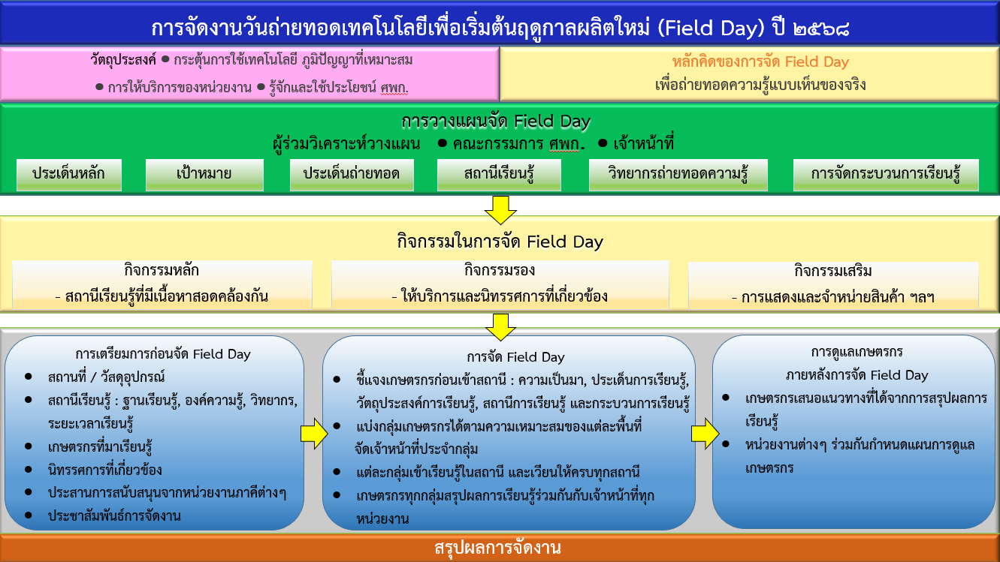 การจัดงานวันถ่ายทอดเทคโนโลยีเพื่อเริ่มต้นฤดูกาลผลิตใหม่ (Field Day) ปี ๒๕๖๘
วัตถุประสงค์ ● กระตุ้นการใช้เทคโนโลยี ภูมิปัญญาที่เหมาะสม
● การให้บริการของหน่วยงาน ● รู้จักและใช้ประโยชน์ ศพก.
หลักคิดของการจัด Field Day
เพื่อถ่ายทอดความรู้แบบเห็นของจริง
การวางแผนจัด Field Day
ผู้ร่วมวิเคราะห์วางแผน ● คณะกรรมการ ศพก. ● เจ้าหน้าที่
ประเด็นหลัก
เป้าหมาย
ประเด็นถ่ายทอด
สถานีเรียนรู้
วิทยากรถ่ายทอดความรู้
การจัดกระบวนการเรียนรู้
กิจกรรมในการจัด Field Day
กิจกรรมหลัก
- สถานีเรียนรู้ที่มีเนื้อหาสอดคล้องกัน
กิจกรรมรอง
- ให้บริการและนิทรรศการที่เกี่ยวข้อง
กิจกรรมเสริม
- การแสดงและจำหน่ายสินค้า ฯลฯ
การเตรียมการก่อนจัด Field Day
● สถานที่ / วัสดุอุปกรณ์
● สถานีเรียนรู้ : ฐานเรียนรู้, องค์ความรู้, วิทยากร,
ระยะเวลาเรียนรู้
● เกษตรกรที่มาเรียนรู้
● นิทรรศการที่เกี่ยวข้อง
● ประสานการสนับสนุนจากหน่วยงานภาคีต่างๆ
● ประชาสัมพันธ์การจัดงาน
การจัด Field Day
● ชี้แจงเกษตรกรก่อนเข้าสถานี : ความเป็นมา, ประเด็นการเรียนรู้,
วัตถุประสงค์การเรียนรู้, สถานีการเรียนรู้ และกระบวนการเรียนรู้
● แบ่งกลุ่มเกษตรกรได้ตามความเหมาะสมของแต่ละพื้นที่
จัดเจ้าหน้าที่ประจำกลุ่ม
● แต่ละกลุ่มเข้าเรียนรู้ในสถานี และเวียนให้ครบทุกสถานี
● เกษตรกรทุกกลุ่มสรุปผลการเรียนรู้ร่วมกันกับเจ้าหน้าที่ทุก
หน่วยงาน
การดูแลเกษตรกร
ภายหลังการจัด Field Day
● เกษตรกรเสนอแนวทางที่ได้จากการสรุปผลการ
เรียนรู้
● หน่วยงานต่างๆ ร่วมกันกำหนดแผนการดูแล
เกษตรกร
สรุปผลการจัดงาน